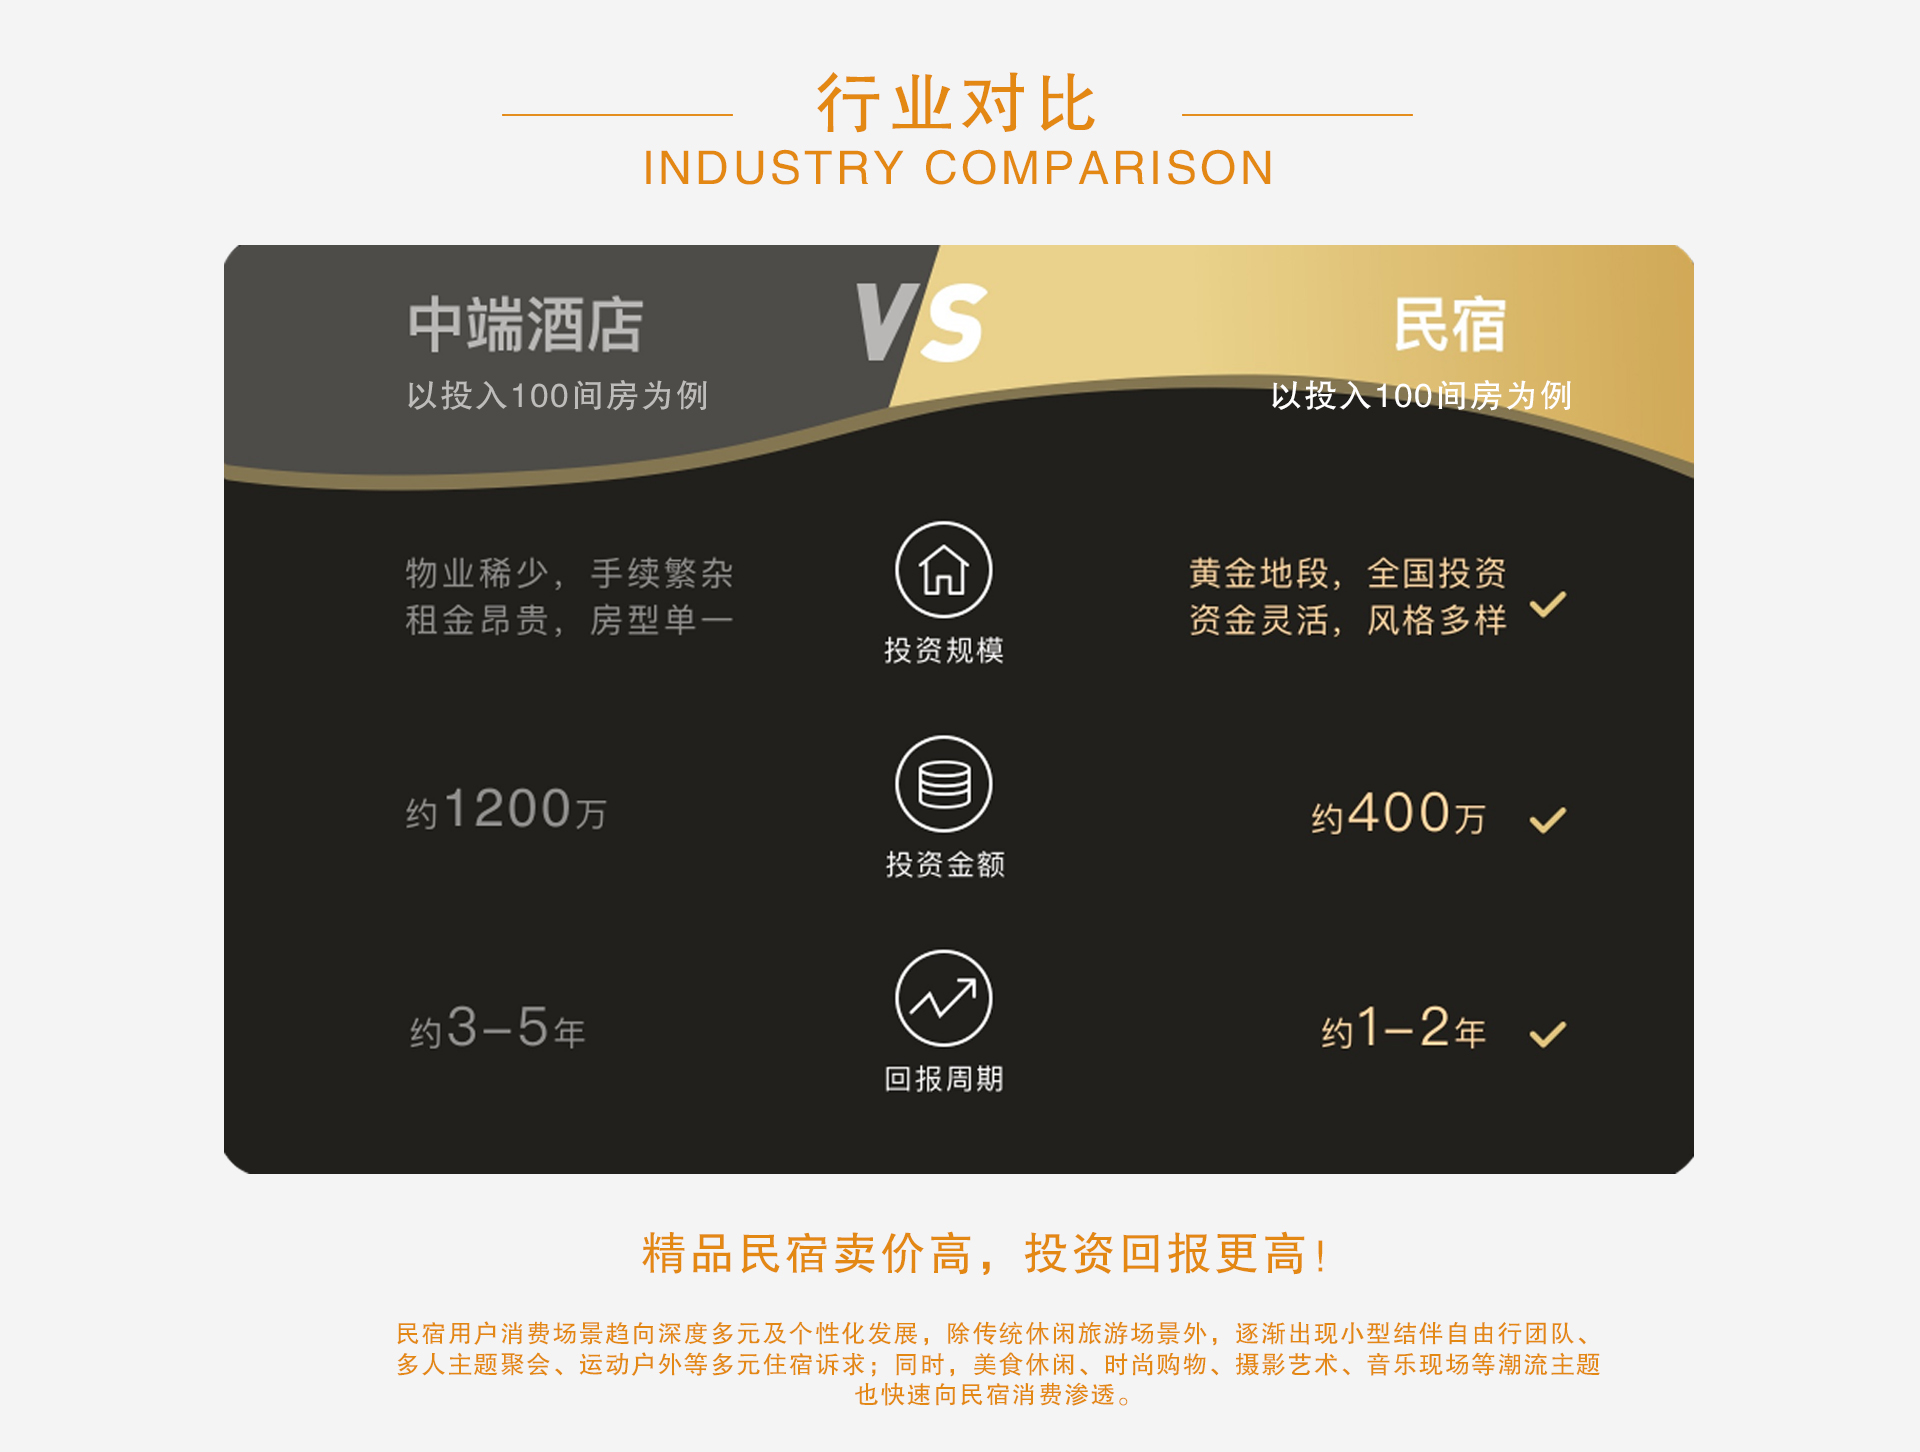 行业对比
INDUSTRY COMPARISON
中端酒店
VS
民宿
以投入100间房为例
以投入100间房为例
物业稀少，手续繁杂
租金昂贵，房型单一
投资规模
黄金地段，全国投资
资金灵活，风格多样
约1200万
投资金额
约400万
约3-5年
回报周期
约1-2年
精品民宿卖价高，投资回报更高！
民宿用户消费场景趋向深度多元及个性化发展，除传统休闲旅游场景外，逐渐出现小型结伴自由行团队、
多人主题聚会、运动户外等多元住宿诉求；同时，美食休闲、时尚购物、摄影艺术、音乐现场等潮流主题
也快速向民宿消费渗透。